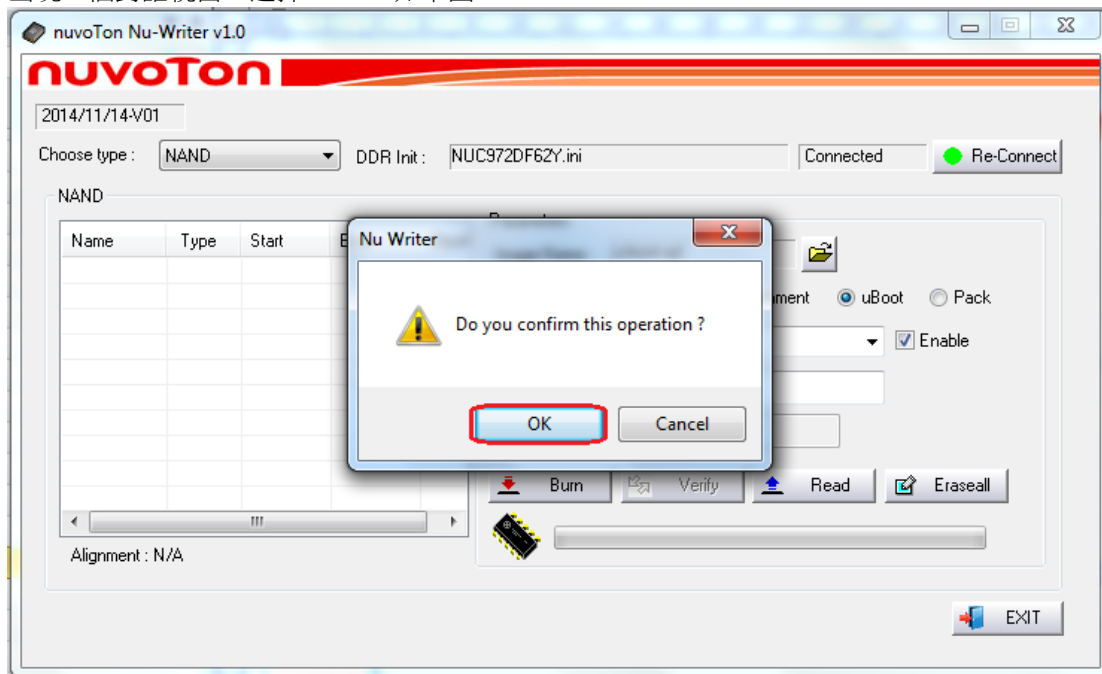 nuvoTon Nu-Writer v1.0
nuvoTon
2014/11/14-V01
Choose type :
NAND
DDR Init :
NUC972DF62Y.ini
Connected
Re-Connect
NAND
Name Type Start
Nu Writer
Do you confirm this operation ?
OK Cancel
uBoot Pack
Enable
Burn Verify Read Eraseall
Alignment : N/A
EXIT